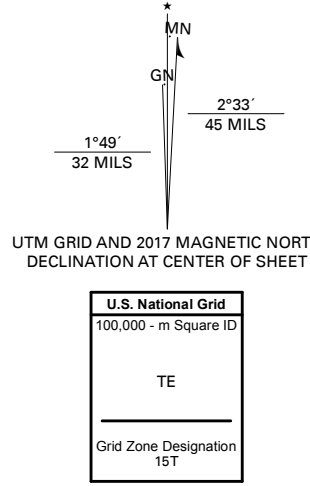 MN
GN
2°33´
45 MILS
1°49´
32 MILS
UTM GRID AND 2017 MAGNETIC NORT
DECLINATION AT CENTER OF SHEET
U.S. National Grid
100,000 - m Square ID
TE
Grid Zone Designation
15T